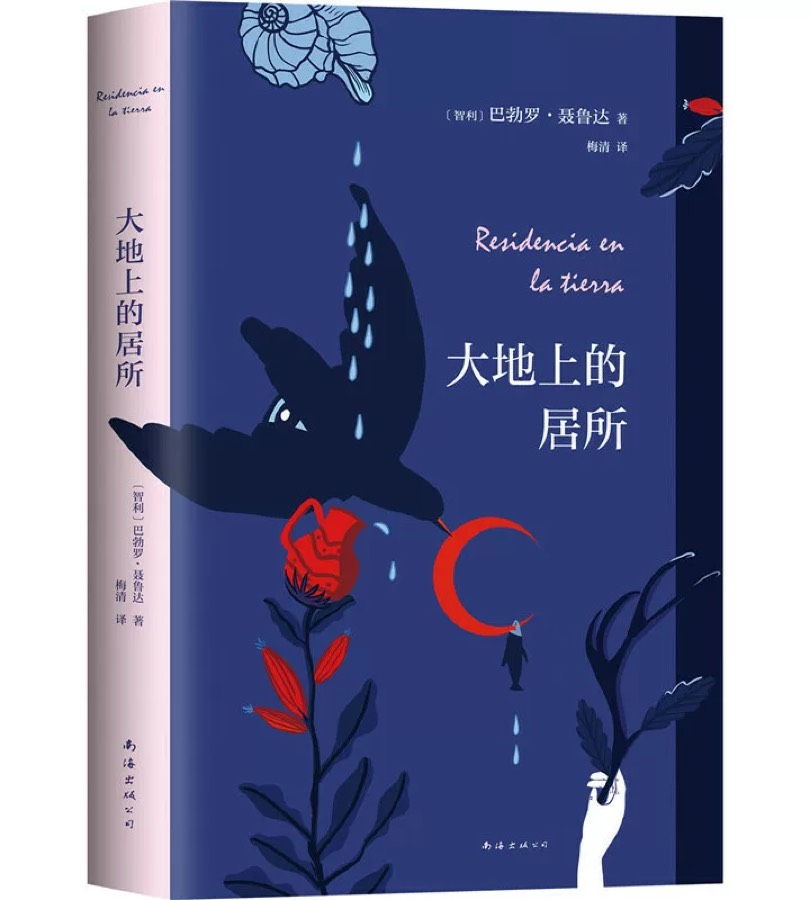 Residencia en
la tierra
大地上的居所
〔智利〕巴勃罗·聂鲁达 著
梅清 译
南海出版公司
〔智利〕巴勃罗·聂鲁达 著
梅清 译
Residencia en
la tierra
大地上的
居所
南海出版公司